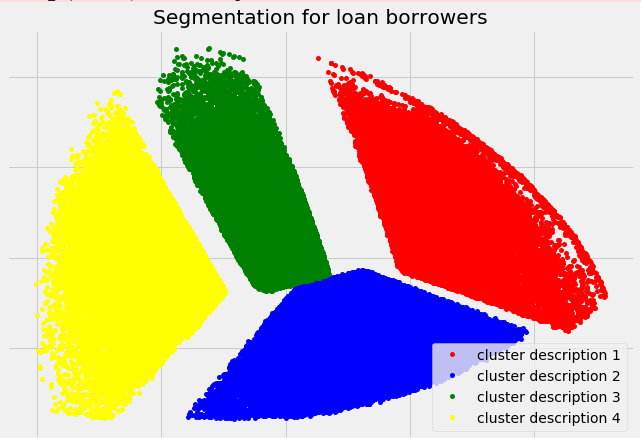 Segmentation for loan borrowers
cluster description 1
cluster description 2
cluster description 3
cluster description 4